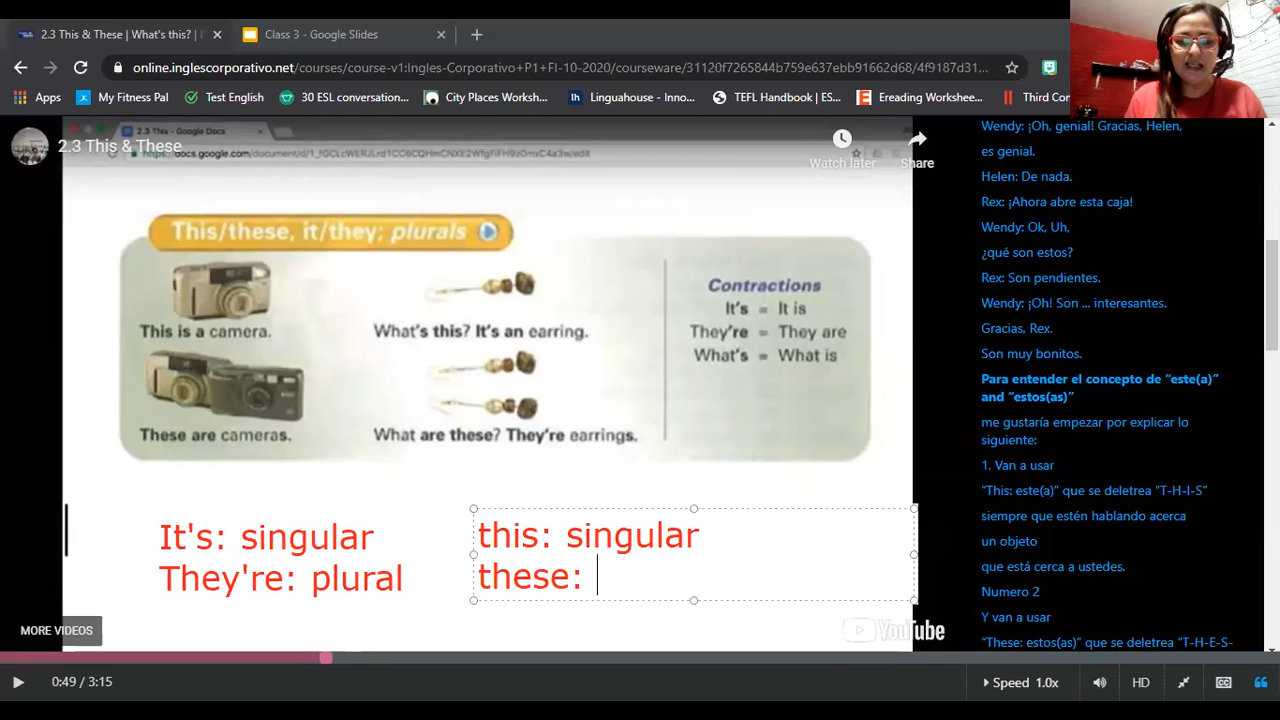 2.3 This & These | What's this? |
Class 3 - Google Slides
online.inglescorporativo.net/courses/course-v1:Ingles-Corporativo+P1+FI-10-2020/courseware/31120f7265844b759e637ebb91662d68/4f9187d31...
Apps
My Fitness Pal
Test English
30 ESL conversation...
City Places Worksh...
Linguahouse - Inno...
TEFL Handbook | ES...
Ereading Workshee...
Third Con
2.3 This - Google Docs
2.3 This & These
Watch later
Share
This/these, it/they; plurals
This is a camera.
What's this? It's an earring.
These are cameras.
What are these? They're earrings.
Contractions
It's = It is
They're = They are
What's = What is
It's: singular
They're: plural
this: singular
these:
MORE VIDEOS
YouTube
0:49 / 3:15
Speed 1.0x
HD
CC
Wendy: ¡Oh, genial! Gracias, Helen,
es genial.
Helen: De nada.
Rex: ¡Ahora abre esta caja!
Wendy: Ok, Uh,
¿qué son estos?
Rex: Son pendientes.
Wendy: ¡Oh! Son ... interesantes.
Gracias, Rex.
Son muy bonitos.
Para entender el concepto de “este(a)”
and “estos(as)”
me gustaría empezar por explicar lo
siguiente:
1. Van a usar
“This: este(a)” que se deletrea “T-H-I-S”
siempre que estén hablando acerca
un objeto
que está cerca a ustedes.
Numero 2
Y van a usar
“These: estos(as)” que se deletrea “T-H-E-S-